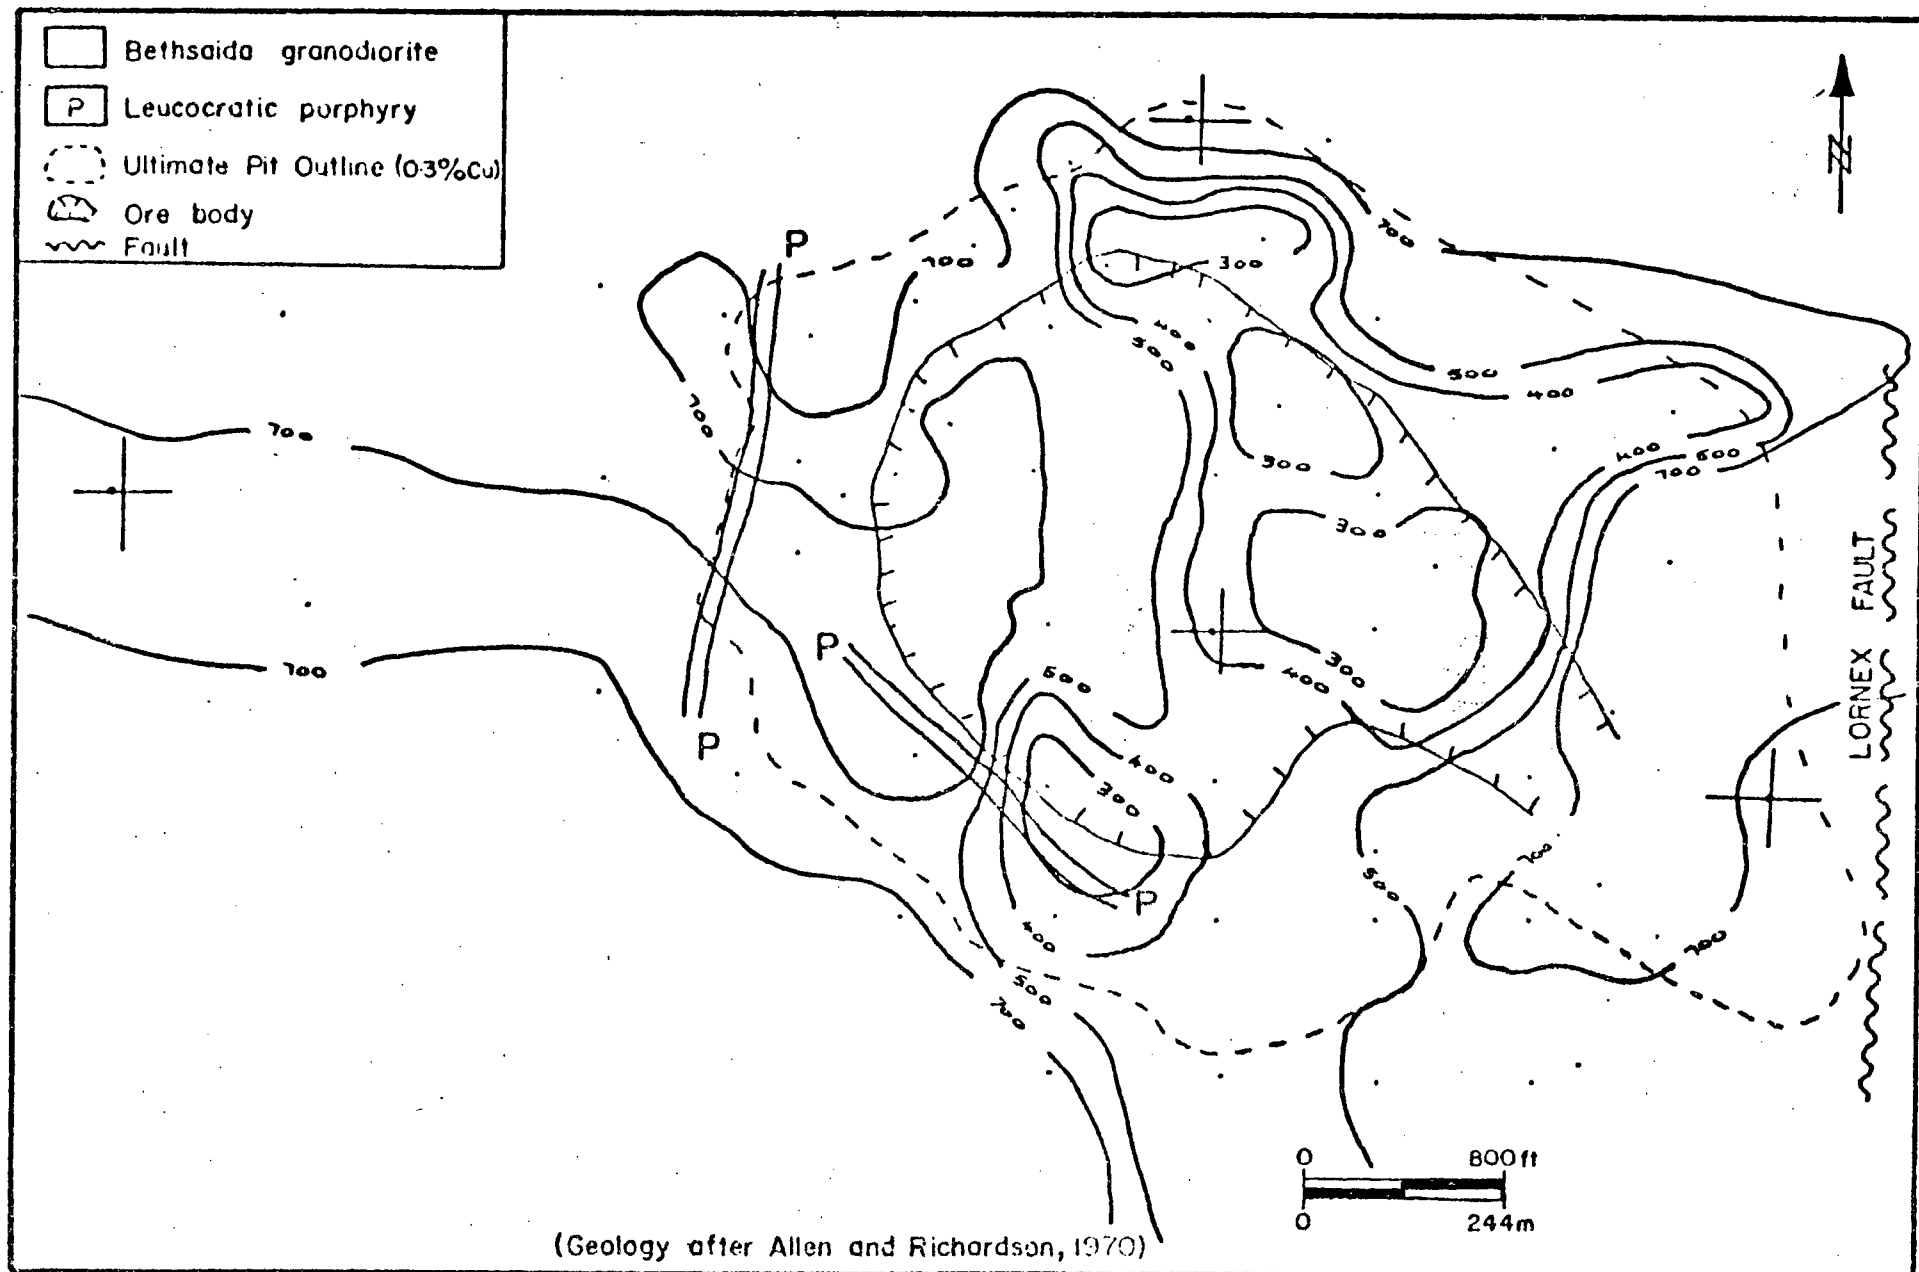 Bethsaida granodiorite
P Leucocratic porphyry
Ultimate Pit Outline (0.3%Cu)
Ore body
Fault
N
P
700
700
300
400
500
700
500
400
700
300
400 500
700
300
P
700
500
300
400
P
400
300
700
500
P
400
700
500
700
LORNEX FAULT
0 800ft
0 244m
(Geology after Allen and Richardson, 1970)